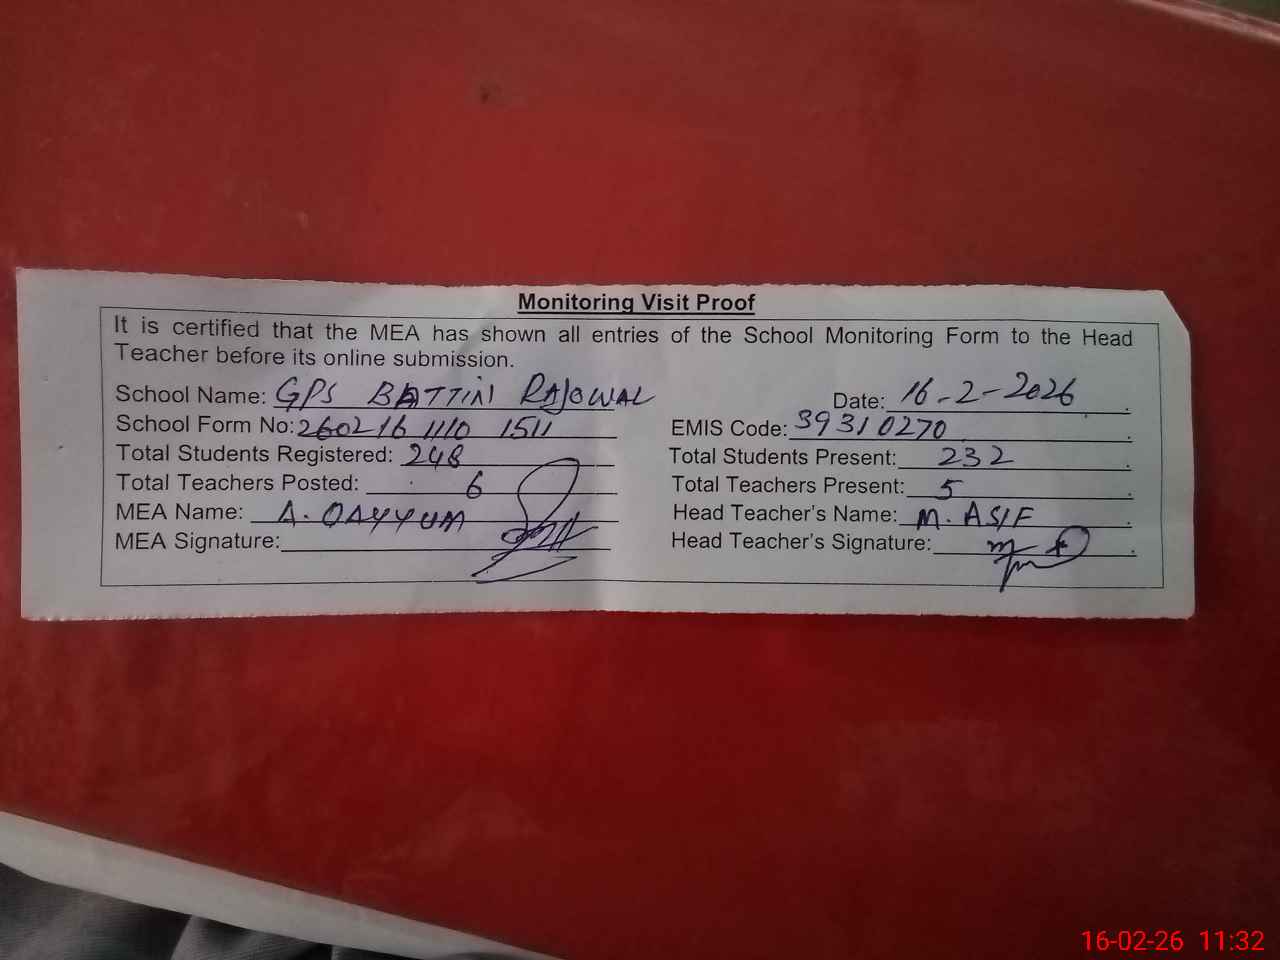 Monitoring Visit Proof
It is certified that the MEA has shown all entries of the School Monitoring Form to the Head
Teacher before its online submission.
School Name: GPS BATTIN RAJOWAL Date: 16-2-2026
School Form No: 260216 1110 1511 EMIS Code: 39310270
Total Students Registered: 248 Total Students Present: 232
Total Teachers Posted: 6 Total Teachers Present: 5
MEA Name: A. QAYYUM Head Teacher's Name: M. ASIF
MEA Signature: Head Teacher's Signature:
16-02-26 11:32